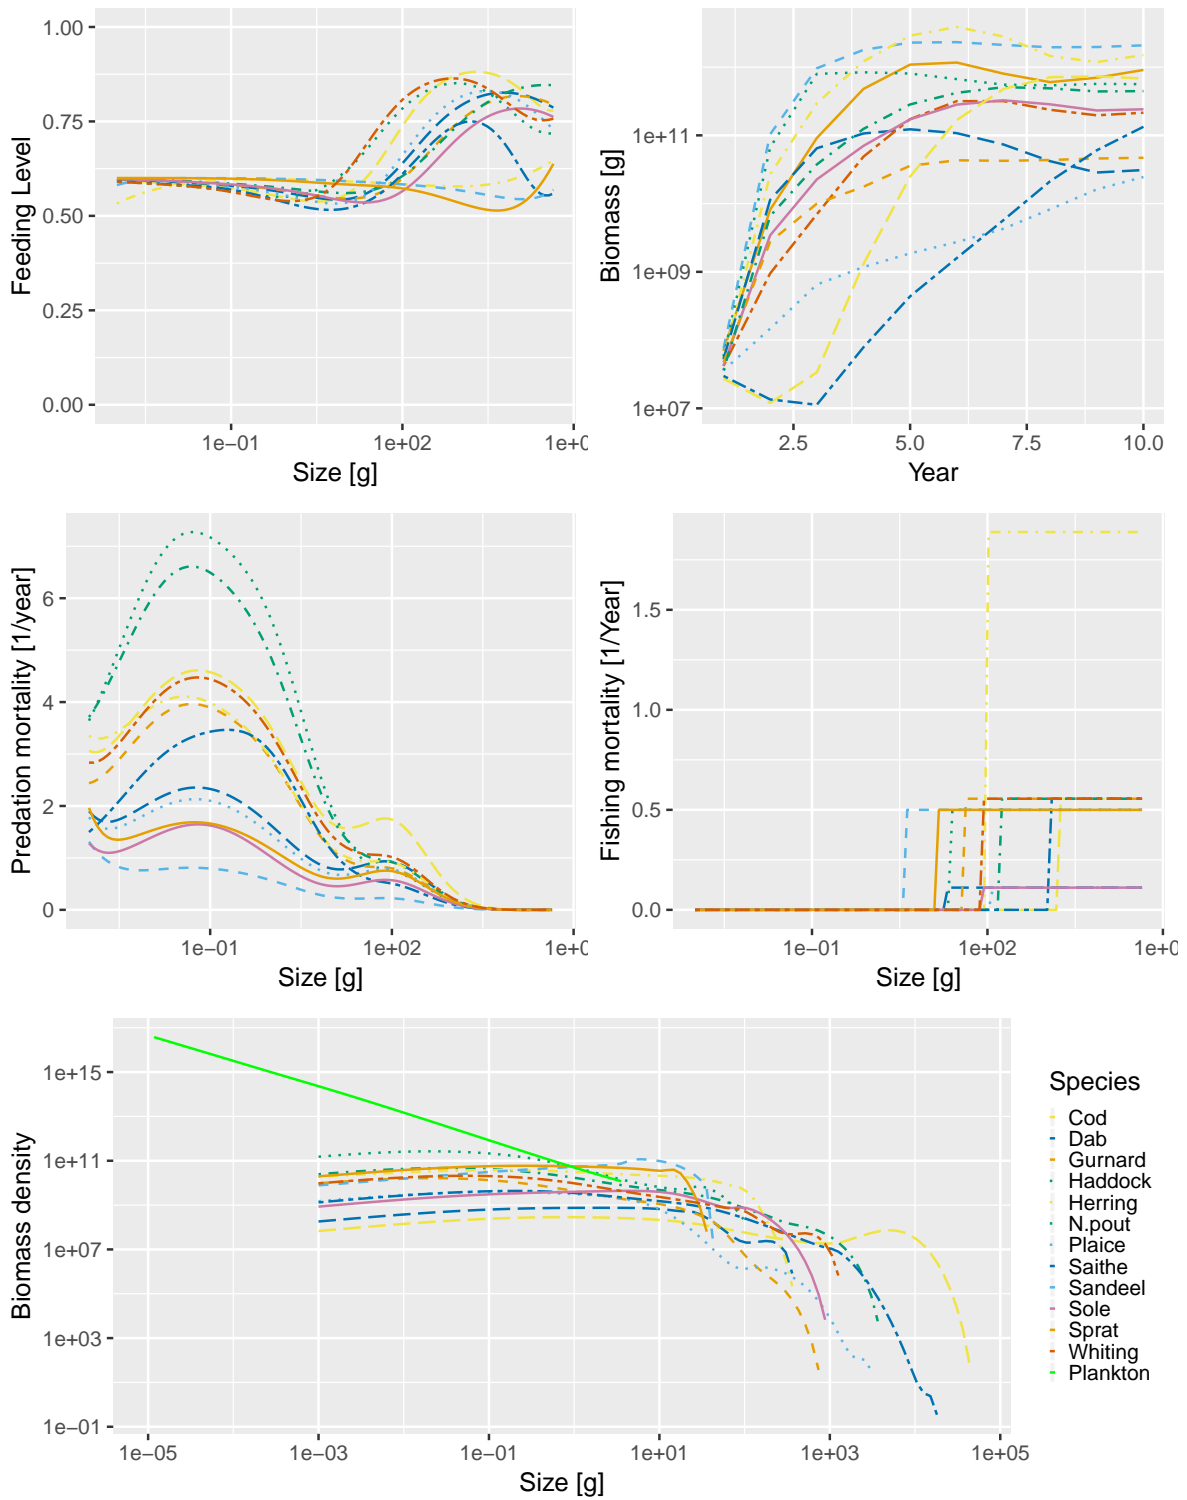 1.00
0.75
0.50
0.25
0.00
Feeding Level
1e−01
1e+02
1e+0
Size [g]
1e+11
1e+09
1e+07
Biomass [g]
2.5
5.0
7.5
10.0
Year
6
4
2
0
Predation mortality [1/year]
1e−01
1e+02
1e+0
Size [g]
1.5
1.0
0.5
0.0
Fishing mortality [1/Year]
1e−01
1e+02
1e+0
Size [g]
1e+15
1e+11
1e+07
1e+03
1e−01
Biomass density
1e−05
1e−03
1e−01
1e+01
1e+03
1e+05
Size [g]
Species
Cod
Dab
Gurnard
Haddock
Herring
N.pout
Plaice
Saithe
Sandeel
Sole
Sprat
Whiting
Plankton